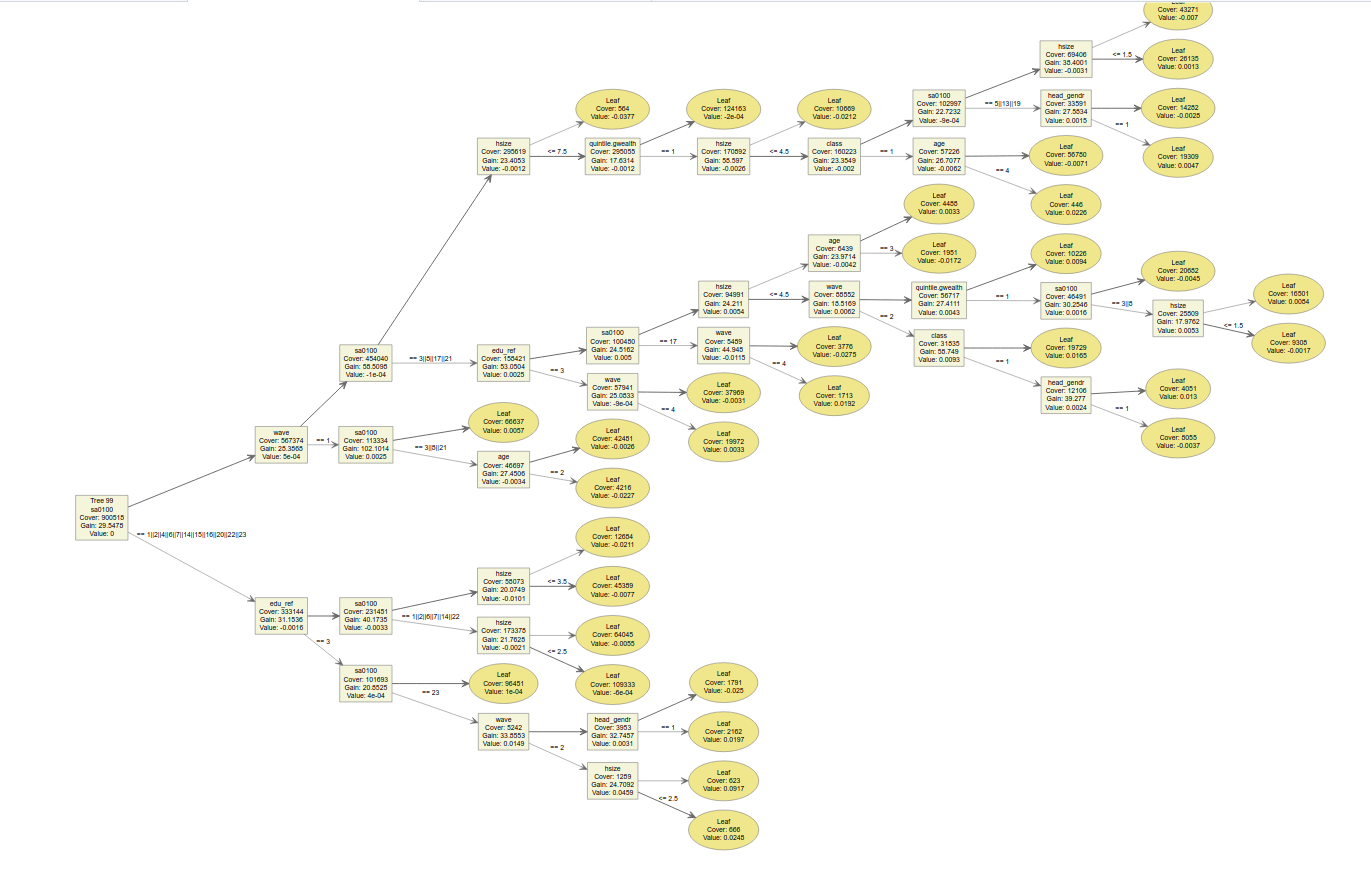 Cover: 43271
Value: -0.007
hsize
Cover: 69406
Gain: 38.4001
Value: -0.0031
<= 1.5
Leaf
Cover: 26135
Value: 0.0013
sa0100
Cover: 102997
Gain: 22.7232
Value: -9e-04
== 5||13||19
head_gendr
Cover: 33591
Gain: 27.5834
Value: 0.0015
Leaf
Cover: 14282
Value: -0.0028
== 1
Leaf
Cover: 19309
Value: 0.0047
Leaf
Cover: 564
Value: -0.0377
Leaf
Cover: 124163
Value: -2e-04
Leaf
Cover: 10669
Value: -0.0212
hsize
Cover: 295619
Gain: 23.4053
Value: -0.0012
<= 7.5
quintile.gwealth
Cover: 295055
Gain: 17.6314
Value: -0.0012
== 1
hsize
Cover: 170892
Gain: 58.597
Value: -0.0026
<= 4.5
class
Cover: 160223
Gain: 23.3549
Value: -0.002
== 1
age
Cover: 57226
Gain: 26.7077
Value: -0.0062
Leaf
Cover: 56780
Value: -0.0071
== 4
Leaf
Cover: 446
Value: 0.0226
Leaf
Cover: 4488
Value: 0.0033
age
Cover: 6439
Gain: 23.9714
Value: -0.0042
== 3
Leaf
Cover: 1951
Value: -0.0172
Leaf
Cover: 10226
Value: 0.0094
hsize
Cover: 94991
Gain: 24.211
Value: 0.0054
<= 4.5
wave
Cover: 88552
Gain: 18.5169
Value: 0.0062
quintile.gwealth
Cover: 56717
Gain: 27.4111
Value: 0.0043
== 1
sa0100
Cover: 46491
Gain: 30.2546
Value: 0.0016
Leaf
Cover: 20682
Value: -0.0045
== 3||8
hsize
Cover: 25809
Gain: 17.9762
Value: 0.0053
Leaf
Cover: 16501
Value: 0.0084
<= 1.5
Leaf
Cover: 9308
Value: -0.0017
== 2
class
Cover: 31835
Gain: 58.749
Value: 0.0093
Leaf
Cover: 19729
Value: 0.0165
== 1
head_gendr
Cover: 12106
Gain: 39.277
Value: 0.0024
Leaf
Cover: 4051
Value: 0.013
== 1
Leaf
Cover: 8055
Value: -0.0037
sa0100
Cover: 454040
Gain: 58.5098
Value: -1e-04
== 3||8||17||21
edu_ref
Cover: 158421
Gain: 53.0504
Value: 0.0025
sa0100
Cover: 100480
Gain: 24.5162
Value: 0.005
== 17
wave
Cover: 5489
Gain: 44.948
Value: -0.0115
Leaf
Cover: 3776
Value: -0.0275
== 4
Leaf
Cover: 1713
Value: 0.0192
== 3
wave
Cover: 57941
Gain: 25.0833
Value: -9e-04
Leaf
Cover: 37969
Value: -0.0031
== 4
Leaf
Cover: 19972
Value: 0.0033
wave
Cover: 567374
Gain: 28.3568
Value: 5e-04
== 1
sa0100
Cover: 113334
Gain: 102.1014
Value: 0.0025
Leaf
Cover: 66637
Value: 0.0057
== 3||8||21
age
Cover: 46697
Gain: 27.4506
Value: -0.0034
Leaf
Cover: 42481
Value: -0.0026
== 2
Leaf
Cover: 4216
Value: -0.0227
Tree 99
sa0100
Cover: 900518
Gain: 29.5478
Value: 0
== 1||2||4||6||7||14||15||16||20||22||23
edu_ref
Cover: 333144
Gain: 31.1536
Value: -0.0016
sa0100
Cover: 231451
Gain: 40.1735
Value: -0.0033
hsize
Cover: 58073
Gain: 20.0749
Value: -0.0101
Leaf
Cover: 12684
Value: -0.0211
<= 3.5
Leaf
Cover: 45389
Value: -0.0077
== 1||2||6||7||14||22
hsize
Cover: 173378
Gain: 21.7628
Value: -0.0021
Leaf
Cover: 64045
Value: -0.0055
<= 2.5
Leaf
Cover: 109333
Value: -6e-04
== 3
sa0100
Cover: 101693
Gain: 20.8525
Value: 4e-04
Leaf
Cover: 96451
Value: 1e-04
== 23
wave
Cover: 5242
Gain: 33.8553
Value: 0.0149
head_gendr
Cover: 3953
Gain: 32.7457
Value: 0.0031
Leaf
Cover: 1791
Value: -0.025
== 1
Leaf
Cover: 2162
Value: 0.0197
== 2
hsize
Cover: 1289
Gain: 24.7092
Value: 0.0459
Leaf
Cover: 623
Value: 0.0917
<= 2.5
Leaf
Cover: 666
Value: 0.0248